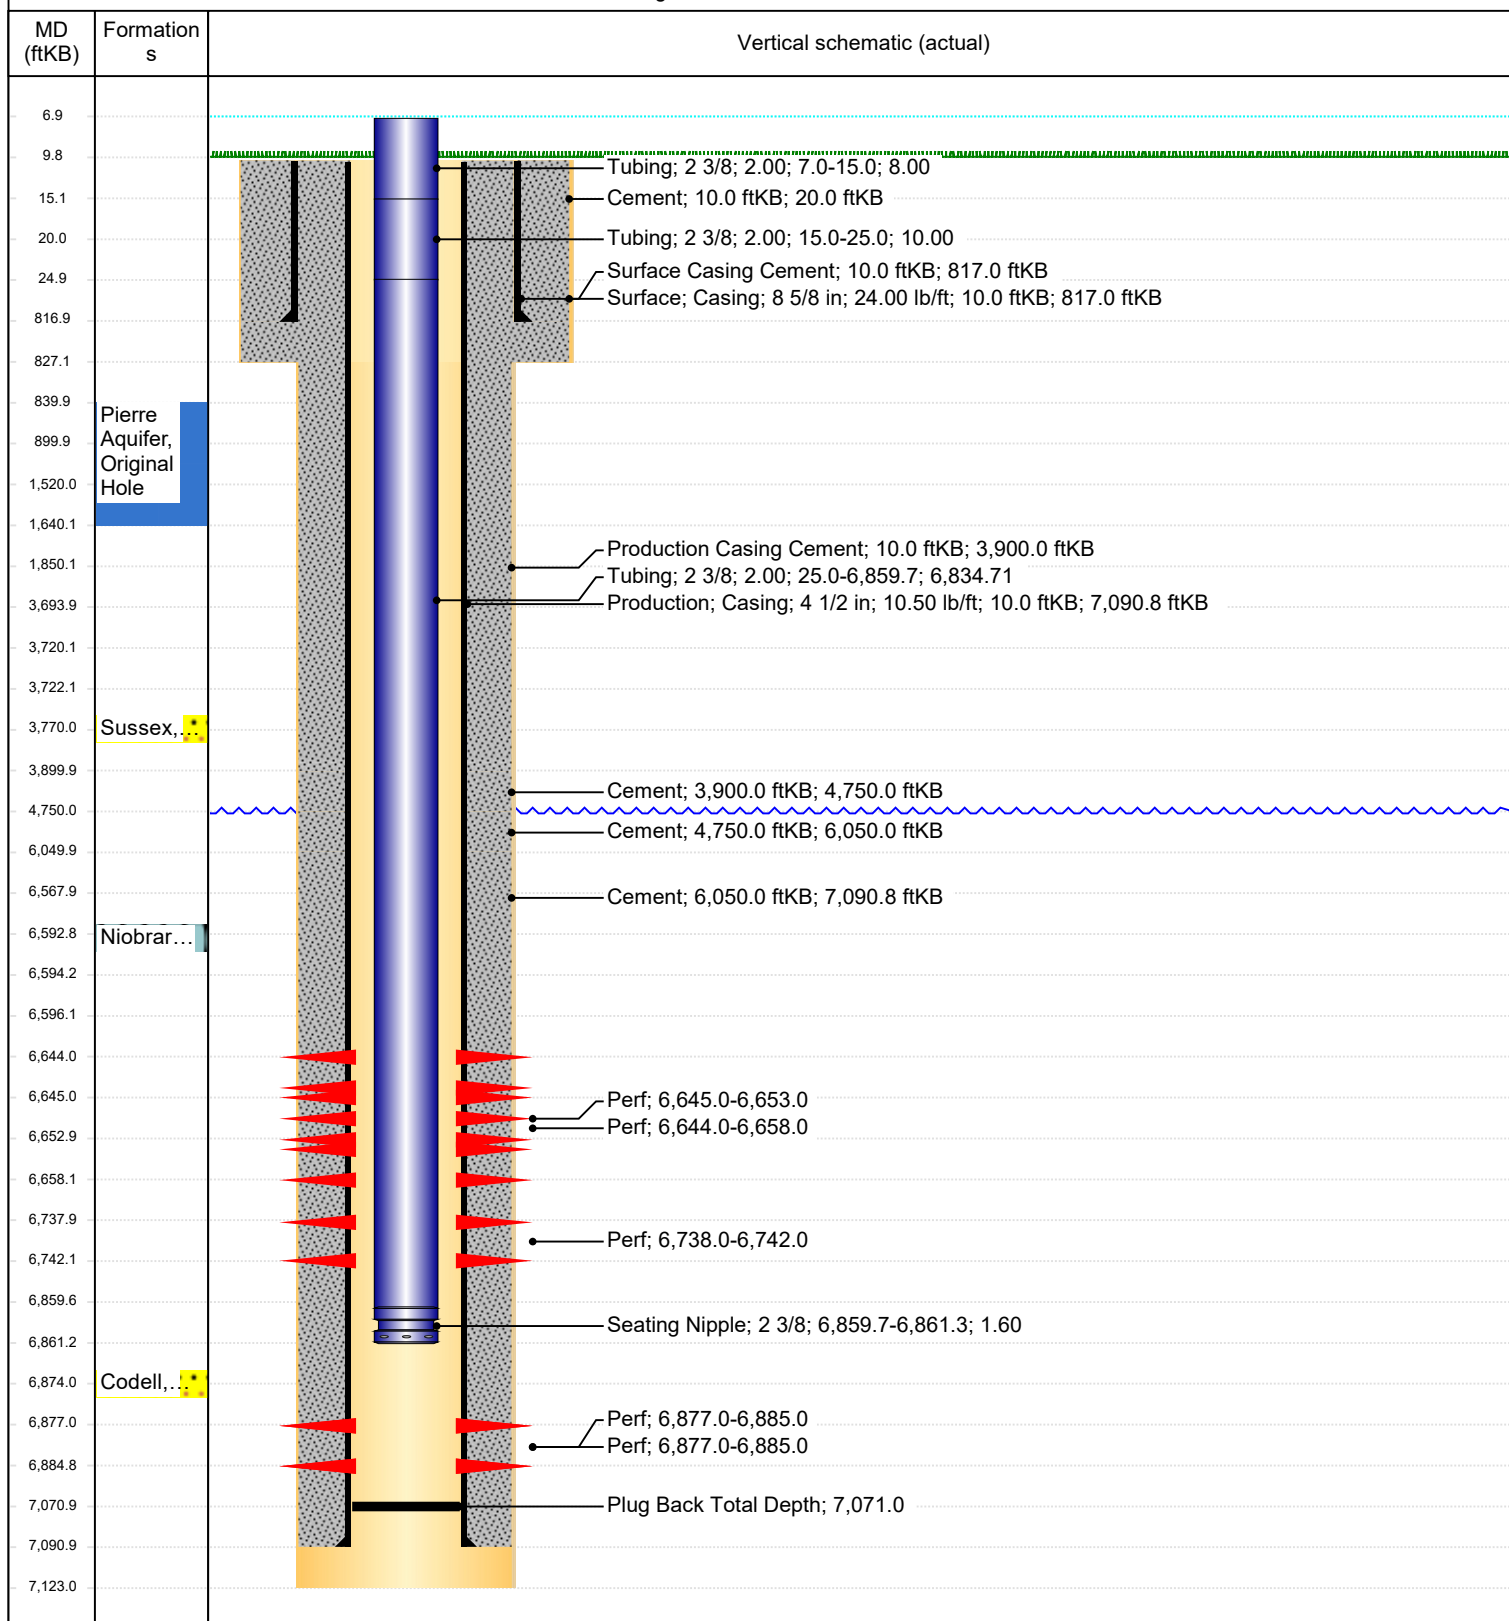 MD
(ftKB)
Formation
s
Vertical schematic (actual)
6.9
9.8
Tubing; 2 3/8; 2.00; 7.0-15.0; 8.00
15.1
Cement; 10.0 ftKB; 20.0 ftKB
20.0
Tubing; 2 3/8; 2.00; 15.0-25.0; 10.00
24.9
Surface Casing Cement; 10.0 ftKB; 817.0 ftKB
Surface; Casing; 8 5/8 in; 24.00 lb/ft; 10.0 ftKB; 817.0 ftKB
816.9
827.1
839.9
Pierre
Aquifer,
Original
Hole
899.9
1,520.0
1,640.1
Production Casing Cement; 10.0 ftKB; 3,900.0 ftKB
1,850.1
Tubing; 2 3/8; 2.00; 25.0-6,859.7; 6,834.71
3,693.9
Production; Casing; 4 1/2 in; 10.50 lb/ft; 10.0 ftKB; 7,090.8 ftKB
3,720.1
3,722.1
3,770.0
Sussex,...
3,899.9
Cement; 3,900.0 ftKB; 4,750.0 ftKB
4,750.0
Cement; 4,750.0 ftKB; 6,050.0 ftKB
6,049.9
6,567.9
Cement; 6,050.0 ftKB; 7,090.8 ftKB
6,592.8
Niobrar...
6,594.2
6,596.1
6,644.0
6,645.0
Perf; 6,645.0-6,653.0
Perf; 6,644.0-6,658.0
6,652.9
6,658.1
6,737.9
Perf; 6,738.0-6,742.0
6,742.1
6,859.6
Seating Nipple; 2 3/8; 6,859.7-6,861.3; 1.60
6,861.2
6,874.0
Codell,...
6,877.0
Perf; 6,877.0-6,885.0
Perf; 6,877.0-6,885.0
6,884.8
7,070.9
Plug Back Total Depth; 7,071.0
7,090.9
7,123.0